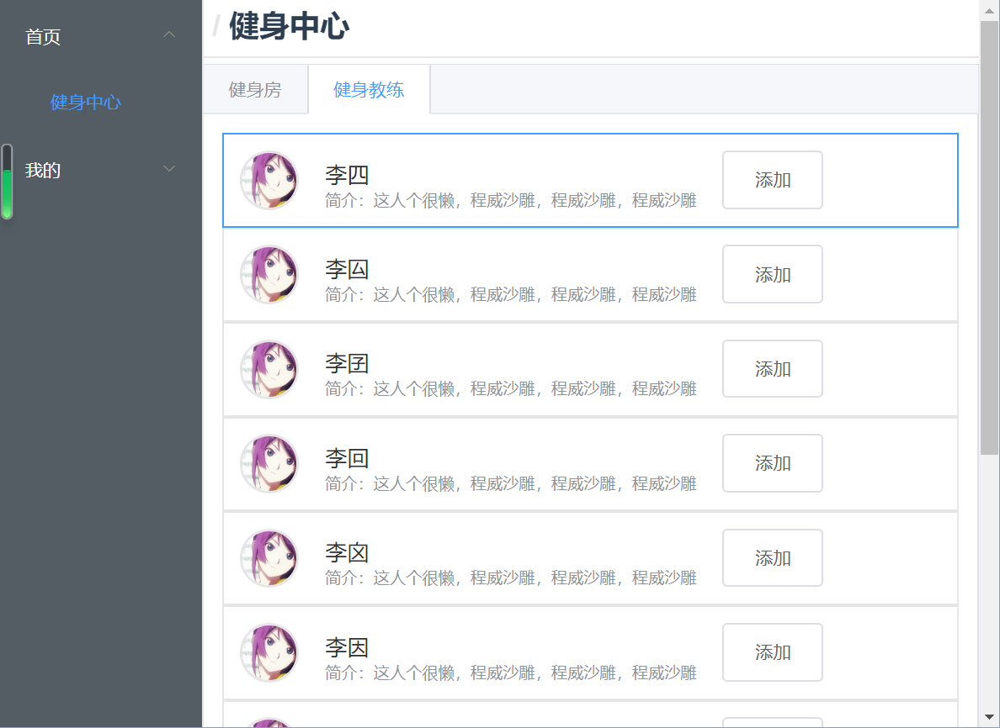 首页
健身中心
我的
/ 健身中心
健身房
健身教练
李四
简介：这人个很懒，程威沙雕，程威沙雕，程威沙雕
添加
李囜
简介：这人个很懒，程威沙雕，程威沙雕，程威沙雕
添加
李囝
简介：这人个很懒，程威沙雕，程威沙雕，程威沙雕
添加
李回
简介：这人个很懒，程威沙雕，程威沙雕，程威沙雕
添加
李囟
简介：这人个很懒，程威沙雕，程威沙雕，程威沙雕
添加
李因
简介：这人个很懒，程威沙雕，程威沙雕，程威沙雕
添加